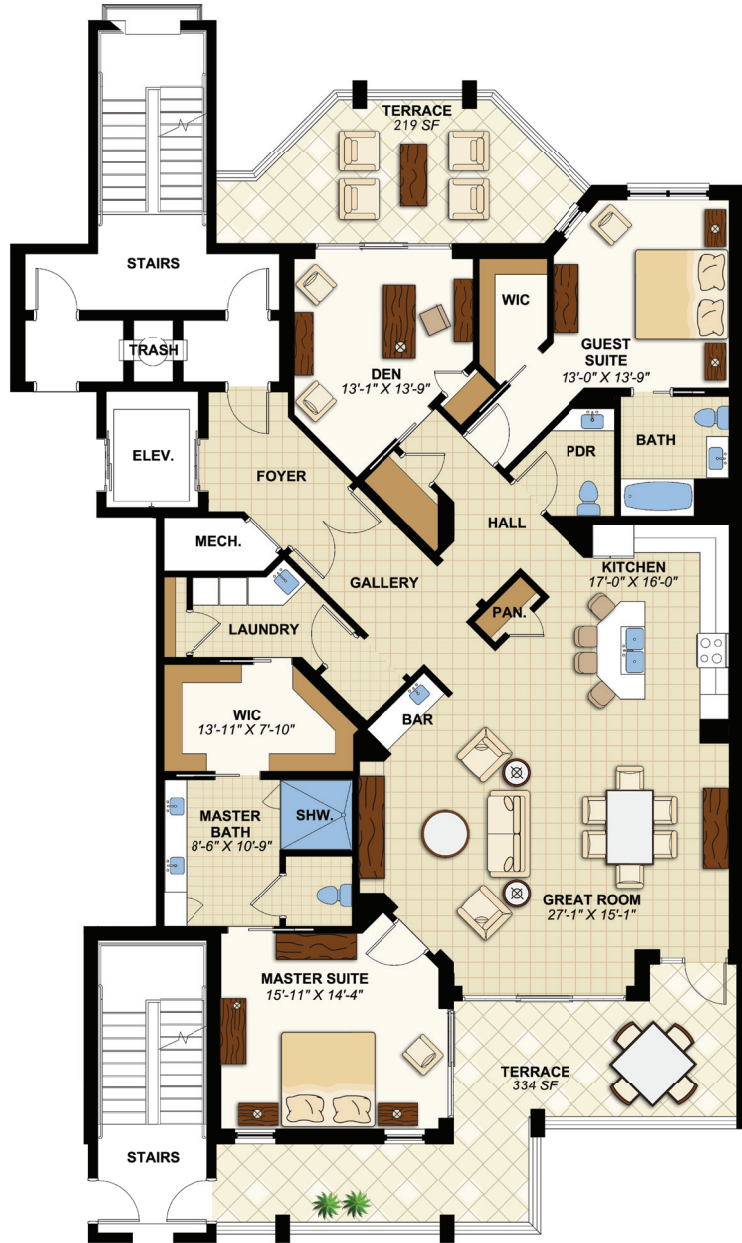 TERRACE
219 SF
STAIRS
WIC
TRASH
GUEST
SUITE
13'-0" X 13'-9"
DEN
13'-1" X 13'-9"
ELEV.
PDR
BATH
FOYER
HALL
MECH.
KITCHEN
17'-0" X 16'-0"
GALLERY
PAN.
LAUNDRY
WIC
13'-11" X 7'-10"
BAR
MASTER
BATH
8'-6" X 10'-9"
SHW.
GREAT ROOM
27'-1" X 15'-1"
MASTER SUITE
15'-11" X 14'-4"
TERRACE
334 SF
STAIRS